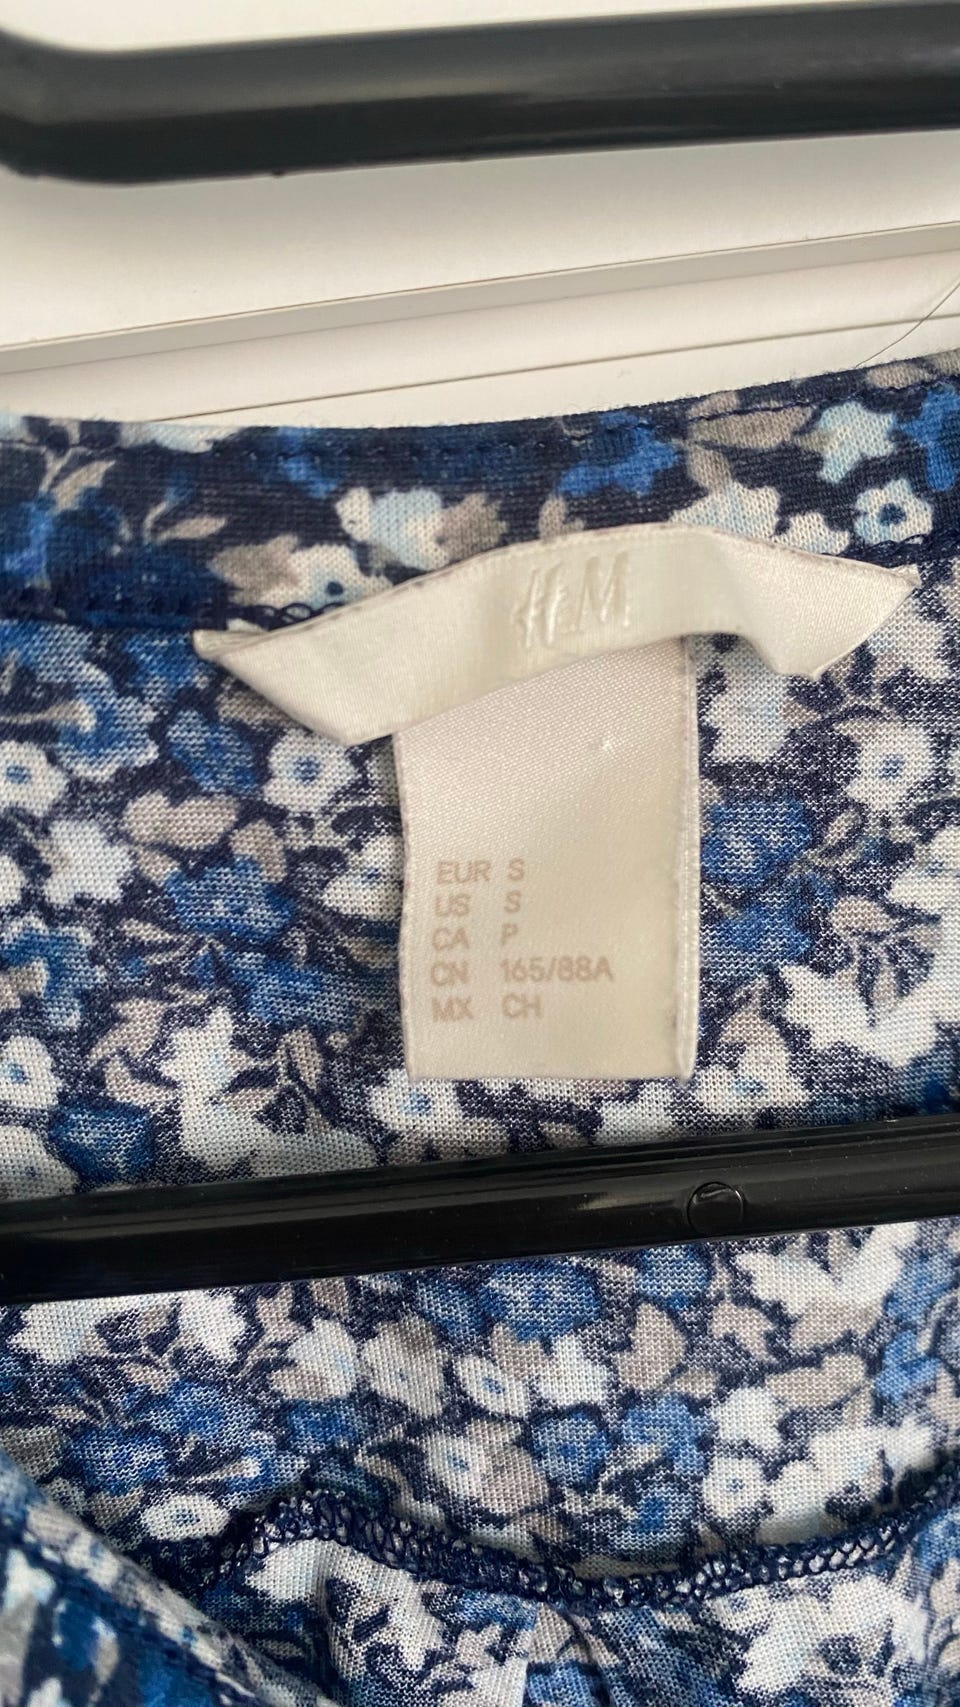 H&M
EUR S
US S
CA P
CN 165/88A
MX CH